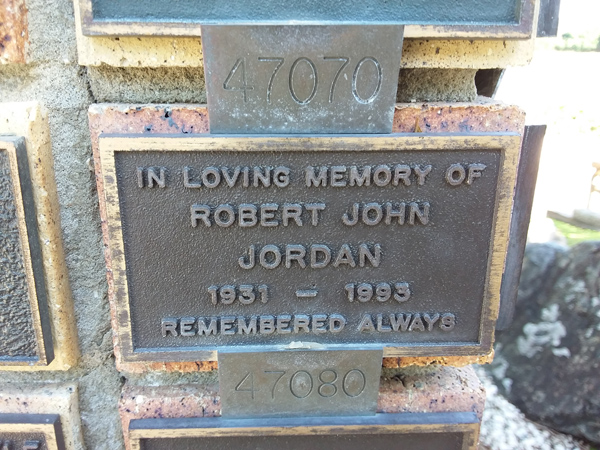 47070
IN LOVING MEMORY OF
ROBERT JOHN
JORDAN
1931 – 1993
REMEMBERED ALWAYS
47080